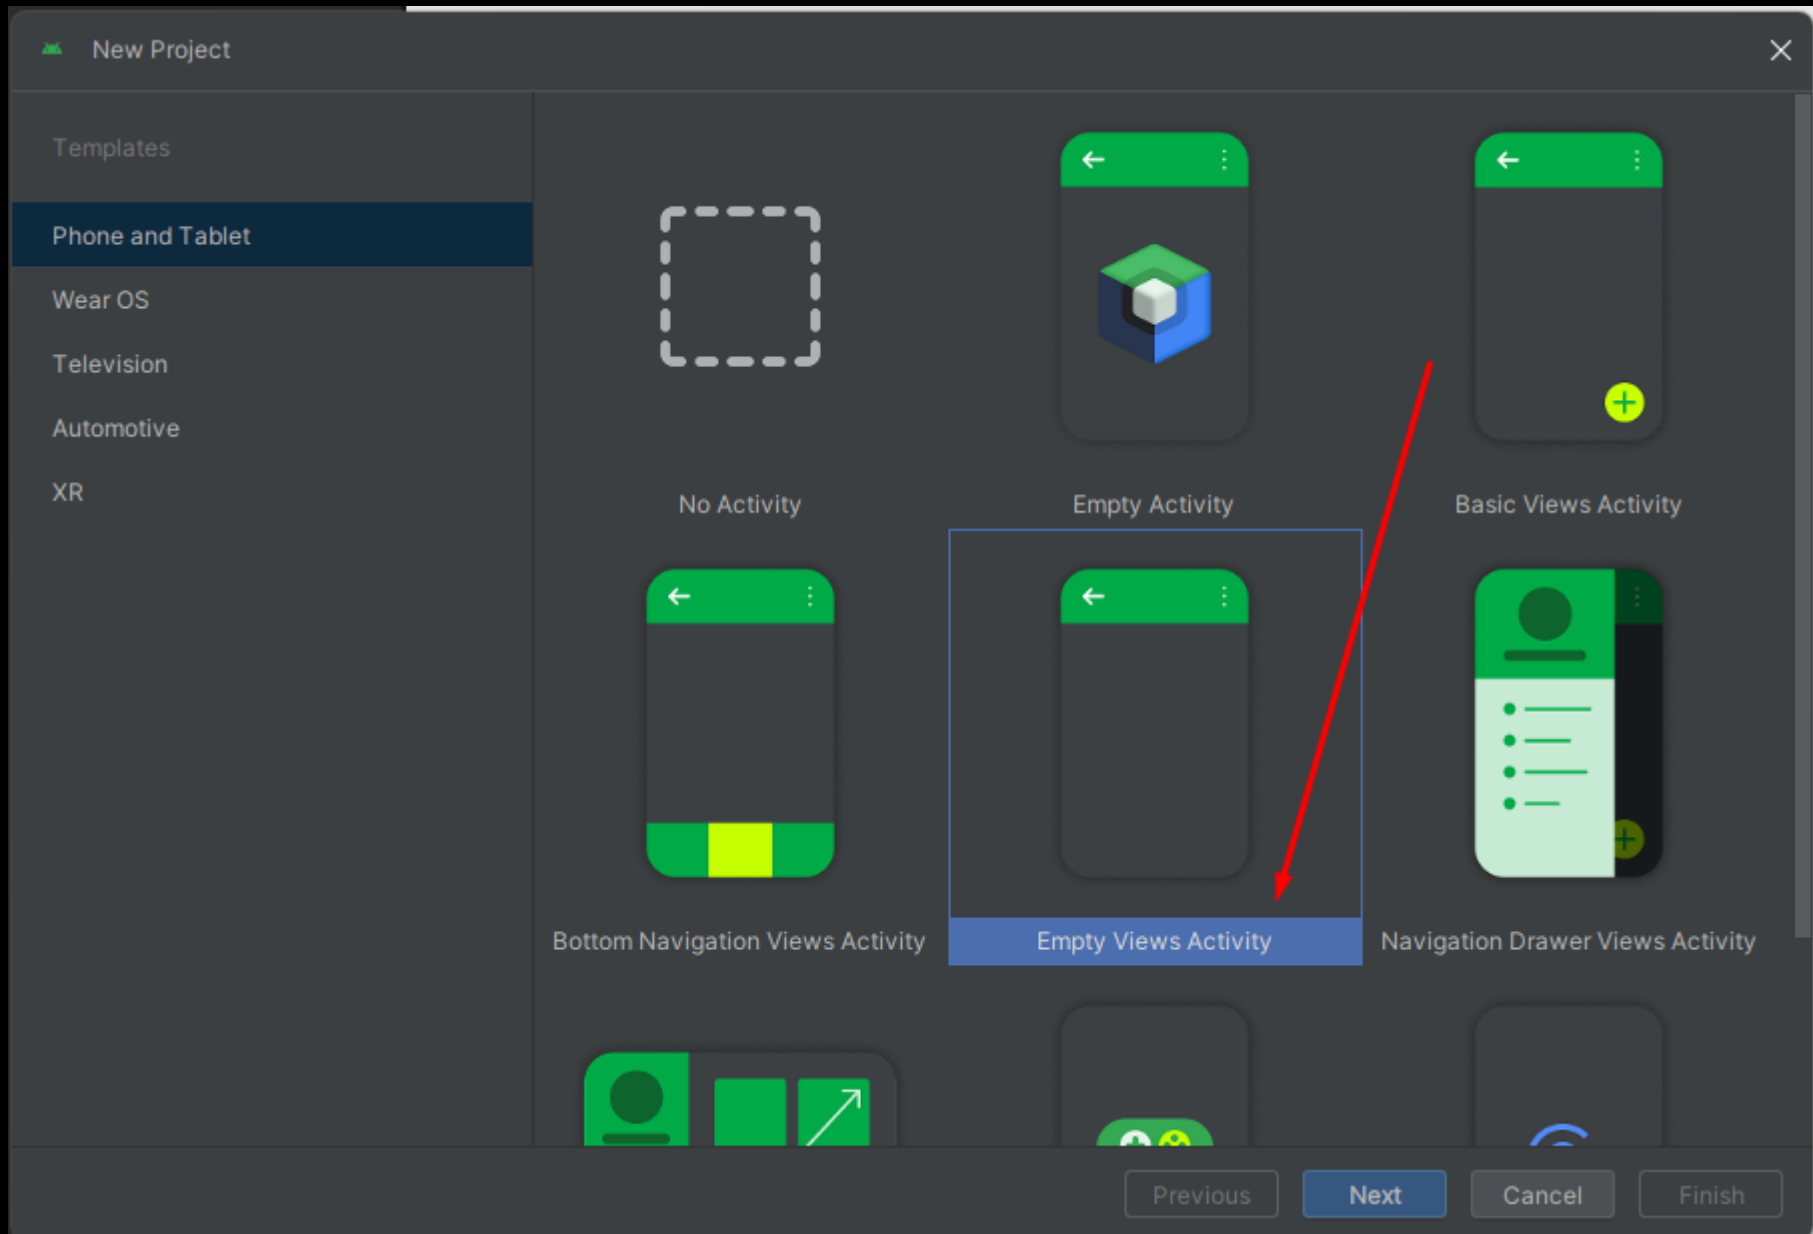 New Project
Templates
Phone and Tablet
Wear OS
Television
Automotive
XR
No Activity
Empty Activity
Basic Views Activity
Bottom Navigation Views Activity
Empty Views Activity
Navigation Drawer Views Activity
Previous
Next
Cancel
Finish